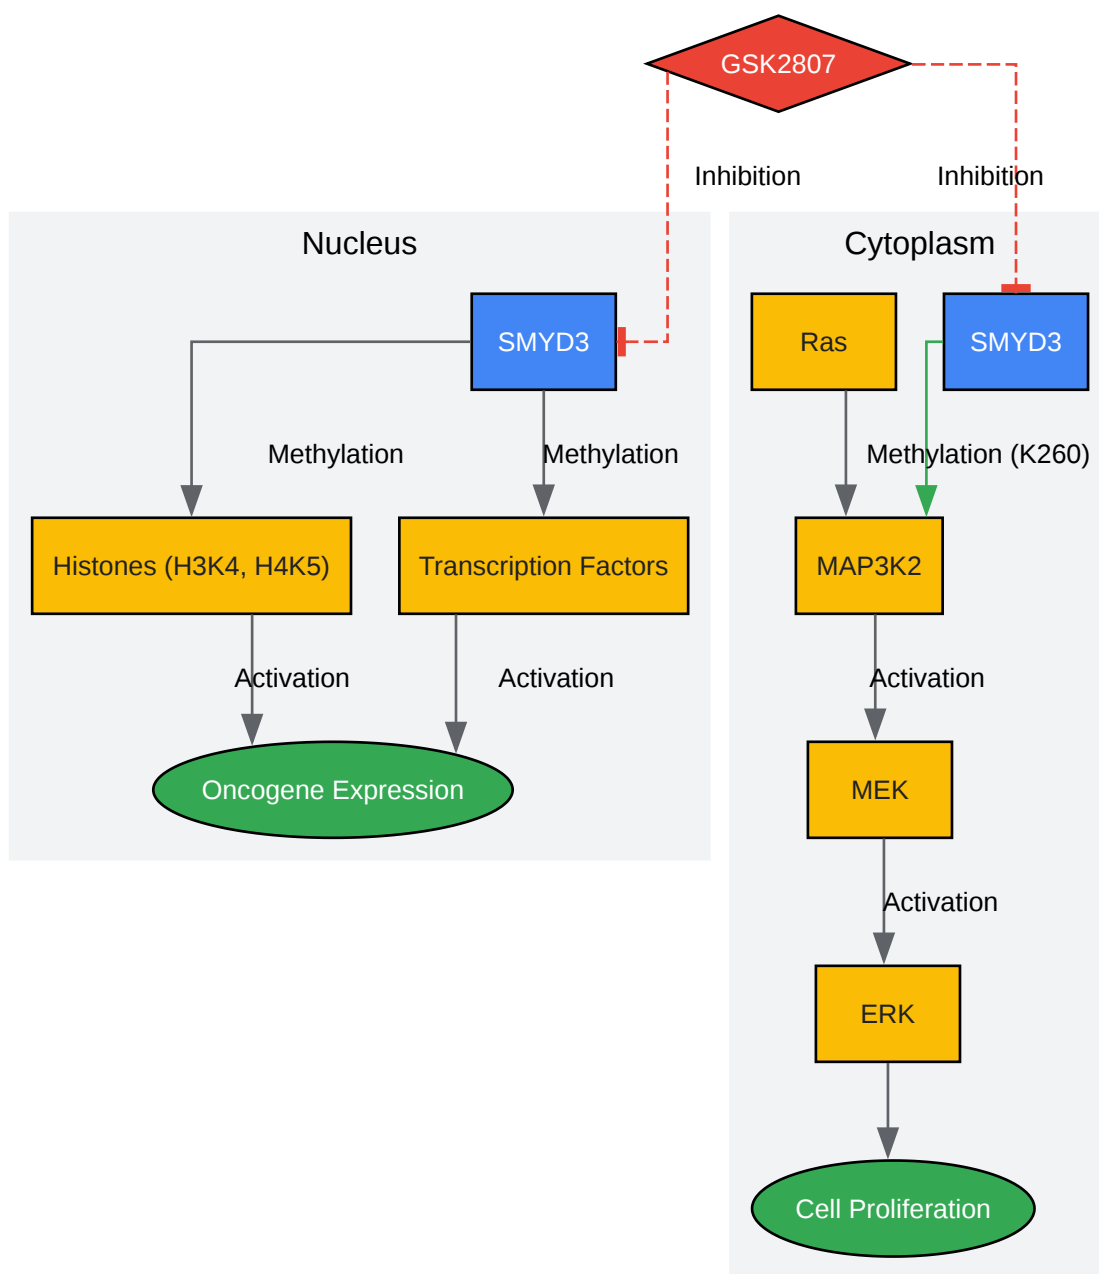 GSK2807
Inhibition
Inhibition
Nucleus
Cytoplasm
SMYD3
Ras
SMYD3
Methylation
Methylation
Methylation (K260)
Histones (H3K4, H4K5)
Transcription Factors
MAP3K2
Activation
Activation
Activation
Oncogene Expression
MEK
Activation
ERK
Cell Proliferation